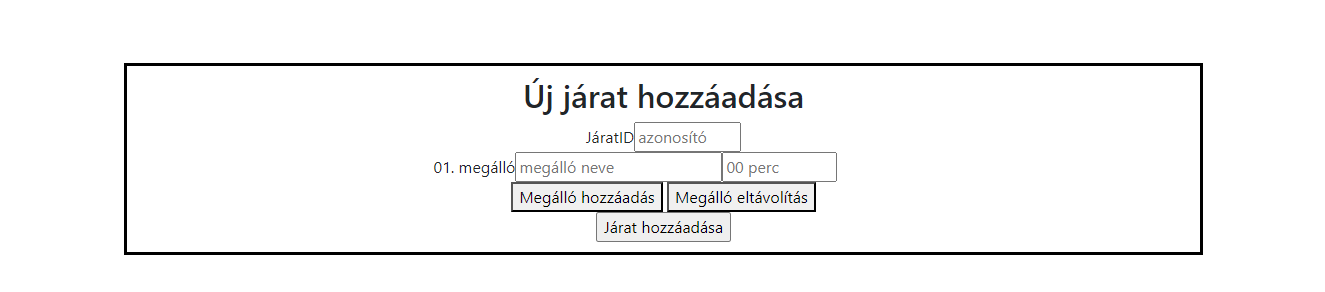 Új járat hozzáadása
JáratID azonosító
01. megálló megálló neve 00 perc
Megálló hozzáadás Megálló eltávolítás
Járat hozzáadása